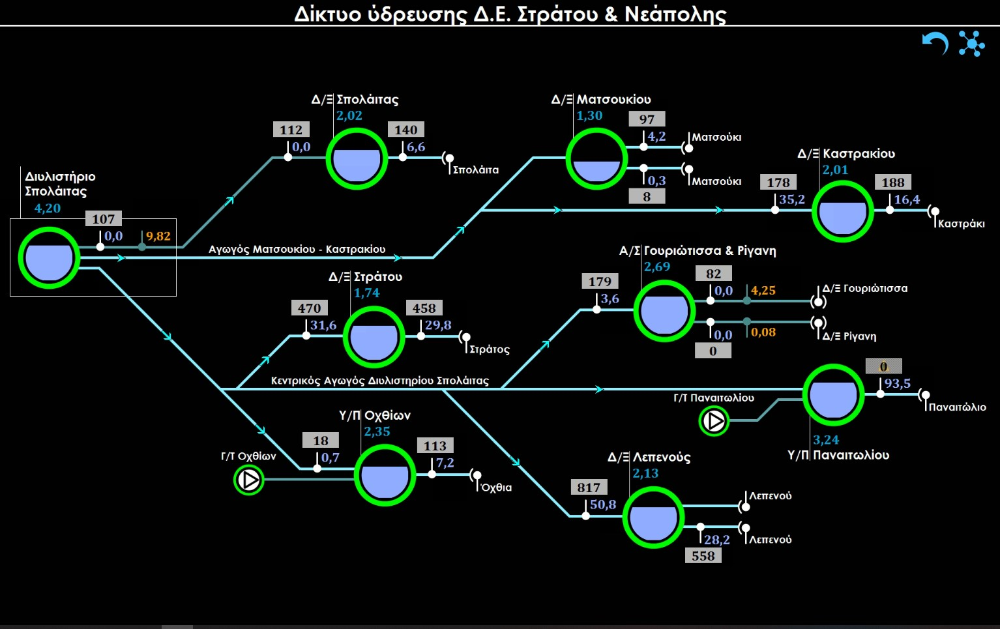 Δίκτυο ύδρευσης Δ.Ε. Στράτου & Νεάπολης
Δ/Ξ Σπολάιτας
2,02
112
0,0
140
6,6
Σπολάιτα
Δ/Ξ Ματσουκίου
1,30
97
4,2
Ματσούκι
0,3
8
Ματσούκι
Δ/Ξ Καστρακίου
2,01
178
35,2
188
16,4
Καστράκι
Διυλιστήριο
Σπολάιτας
4,20
107
0,0
9,82
Αγωγός Ματσουκίου - Καστρακίου
Δ/Ξ Στράτου
1,74
470
31,6
458
29,8
Στράτος
Α/Σ Γουριώτισσα & Ρίγανη
2,69
179
3,6
82
0,0
4,25
Δ/Ξ Γουριώτισσα
0,0
0,08
0
Δ/Ξ Ρίγανη
Κεντρικός Αγωγός Διυλιστηρίου Σπολάιτας
Γ/Τ Παναιτωλίου
0
93,5
Παναιτώλιο
3,24
Υ/Π Παναιτωλίου
Υ/Π Οχθίων
2,35
Γ/Τ Οχθίων
18
0,7
113
7,2
Όχθια
Δ/Ξ Λεπενούς
2,13
817
50,8
Λεπενού
28,2
558
Λεπενού